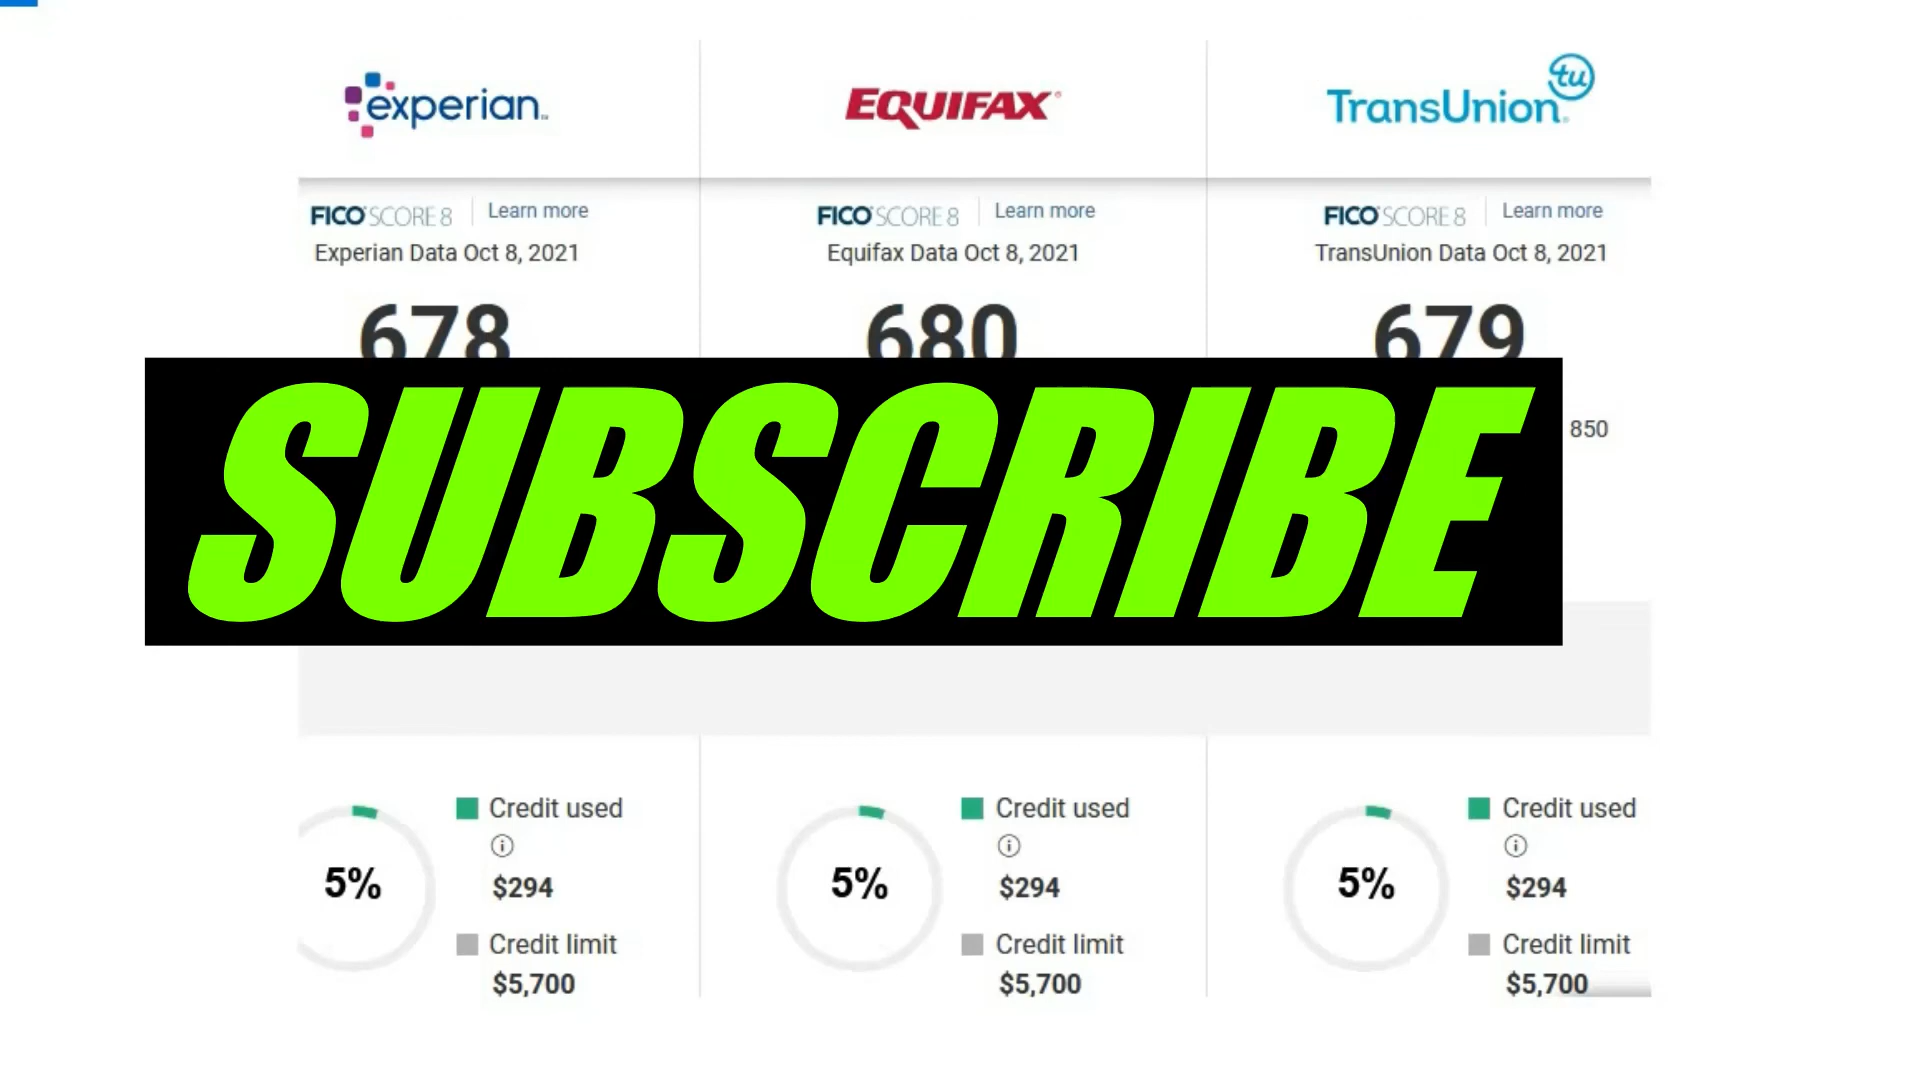 experian™
EQUIFAX®
TransUnion® tu
FICO® SCORE 8 Learn more
Experian Data Oct 8, 2021
678
FICO® SCORE 8 Learn more
Equifax Data Oct 8, 2021
680
FICO® SCORE 8 Learn more
TransUnion Data Oct 8, 2021
679
850
SUBSCRIBE
5%
Credit used
$294
Credit limit
$5,700
5%
Credit used
$294
Credit limit
$5,700
5%
Credit used
$294
Credit limit
$5,700